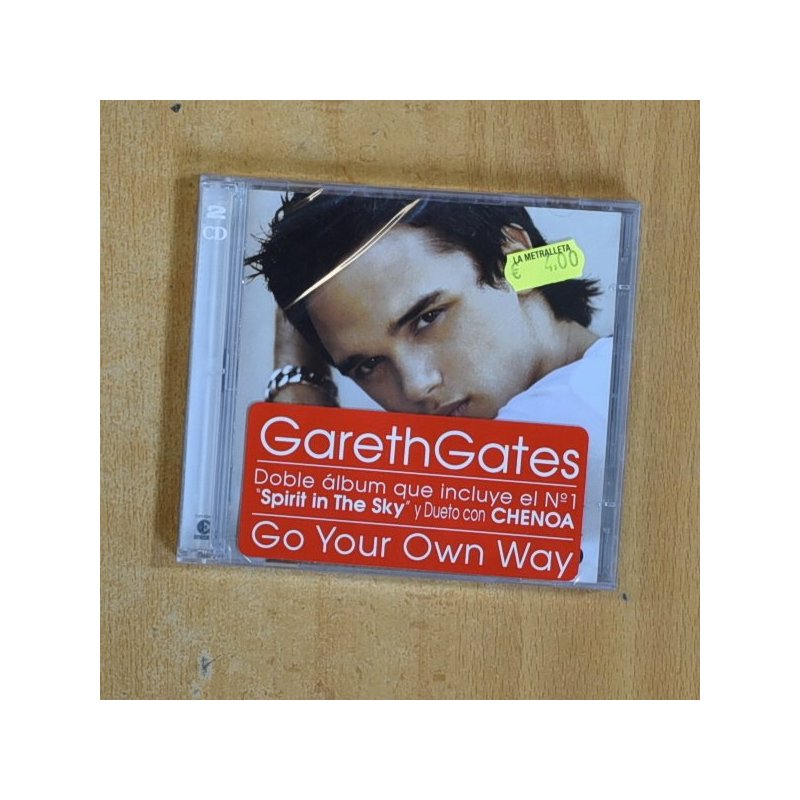 2
CD
LA METRALLETA
€ 4,00
GarethGates
Doble álbum que incluye el Nº1
"Spirit in The Sky" y Dueto con CHENOA
Go Your Own Way